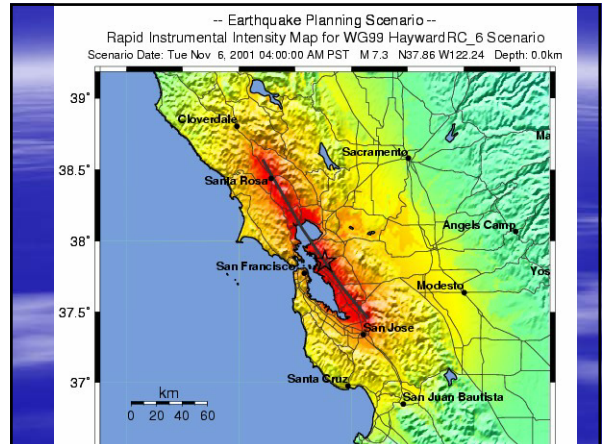 -- Earthquake Planning Scenario --
Rapid Instrumental Intensity Map for WG99 HaywardRC_6 Scenario
Scenario Date: Tue Nov 6, 2001 04:00:00 AM PST M 7.3 N37.86 W122.24 Depth: 0.0km
39°
Cloverdale
Ma
Sacramento
38.5°
Santa Rosa
Angels Camp
38°
San Francisco
Yos
Modesto
37.5°
San Jose
Santa Cruz
37°
km
San Juan Bautista
0 20 40 60